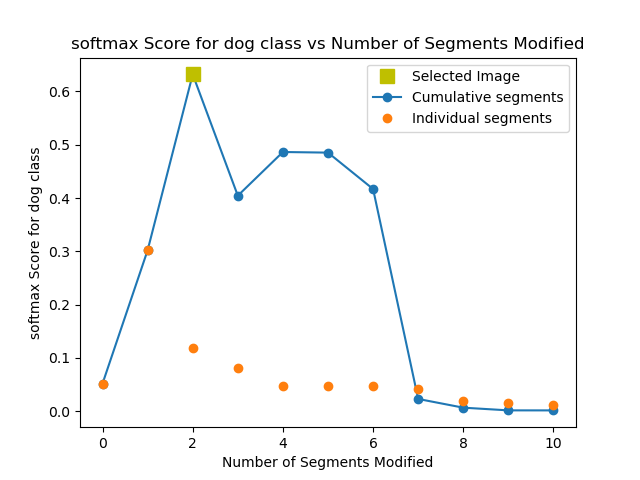 softmax Score for dog class vs Number of Segments Modified
Selected Image
Cumulative segments
Individual segments
softmax Score for dog class
0.6
0.5
0.4
0.3
0.2
0.1
0.0
0 2 4 6 8 10
Number of Segments Modified